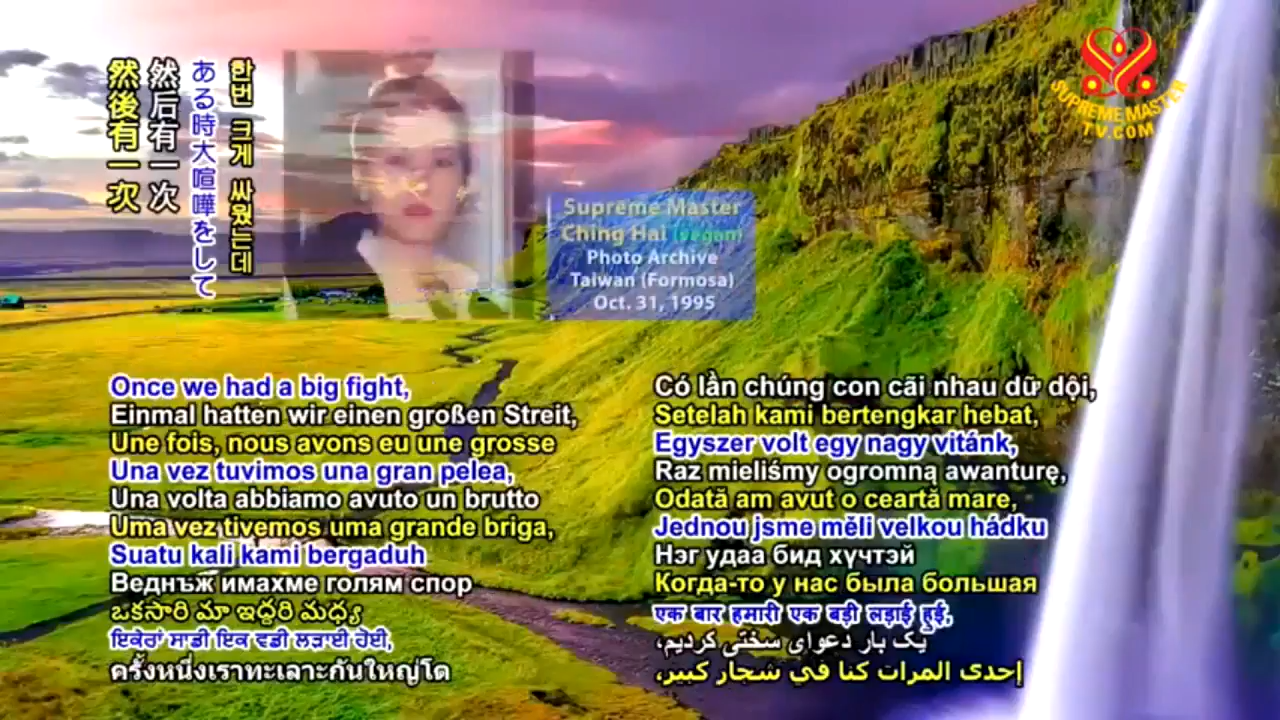 然後有一次
然后有一次
ある時大喧嘩をして
한번 크게 싸웠는데
SUPREME MASTER
TV.COM
Supreme Master
Ching Hai (vegan)
Photo Archive
Taiwan (Formosa)
Oct. 31, 1995
Once we had a big fight,
Einmal hatten wir einen großen Streit,
Une fois, nous avons eu une grosse
Una vez tuvimos una gran pelea,
Una volta abbiamo avuto un brutto
Uma vez tivemos uma grande briga,
Suatu kali kami bergaduh
Веднъж имахме голям спор
ఒకసారి మా ఇద్దరి మధ్య
ਇਕੇਰਾਂ ਸਾਡੀ ਇਕ ਵਡੀ ਲੜਾਈ ਹੋਈ,
ครั้งหนึ่งเราทะเลาะกันใหญ่โต
Có lần chúng con cãi nhau dữ dội,
Setelah kami bertengkar hebat,
Egyszer volt egy nagy vitánk,
Raz mieliśmy ogromną awanturę,
Odată am avut o ceartă mare,
Jednou jsme měli velkou hádku
Нэг удаа бид хүчтэй
Когда-то у нас была большая
एक बार हमारी एक बड़ी लड़ाई हुई,
یک بار دعوای سختی کردیم،
إحدى المرات كنا في شجار كبير،